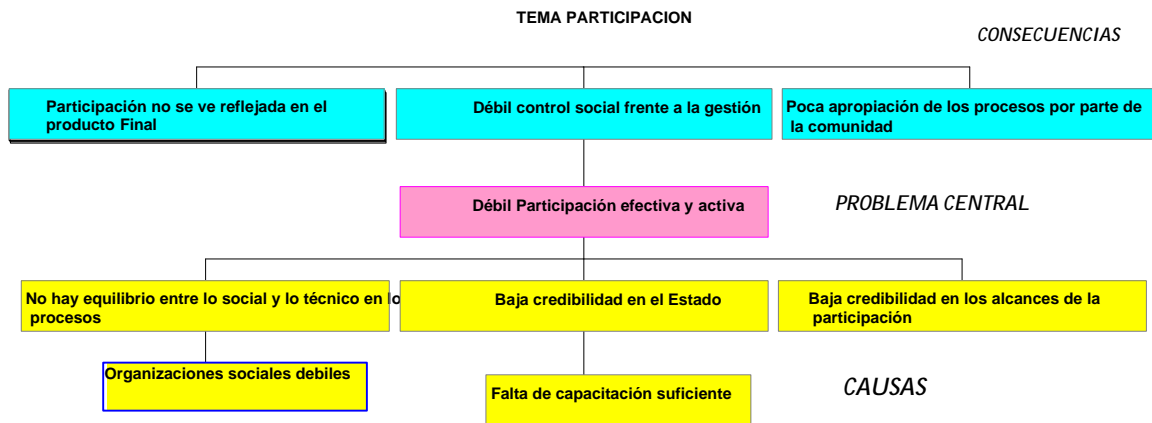 TEMA PARTICIPACION
CONSECUENCIAS
Participación no se ve reflejada en el
producto Final
Débil control social frente a la gestión
Poca apropiación de los procesos por parte de
la comunidad
Débil Participación efectiva y activa
PROBLEMA CENTRAL
No hay equilibrio entre lo social y lo técnico en lo
procesos
Baja credibilidad en el Estado
Baja credibilidad en los alcances de la
participación
Organizaciones sociales debiles
Falta de capacitación suficiente
CAUSAS